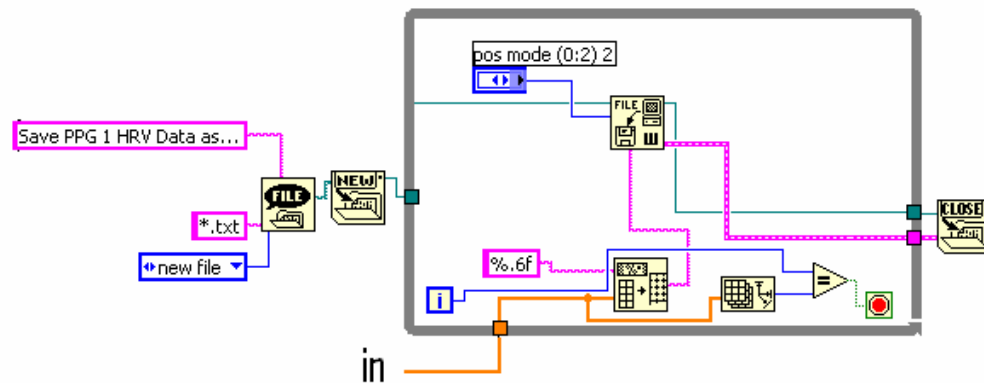 pos mode (0:2) 2
Save PPG 1 HRV Data as...
FILE
NEW
FILE
W
CLOSE
*.txt
%.6f
new file
i
=
in